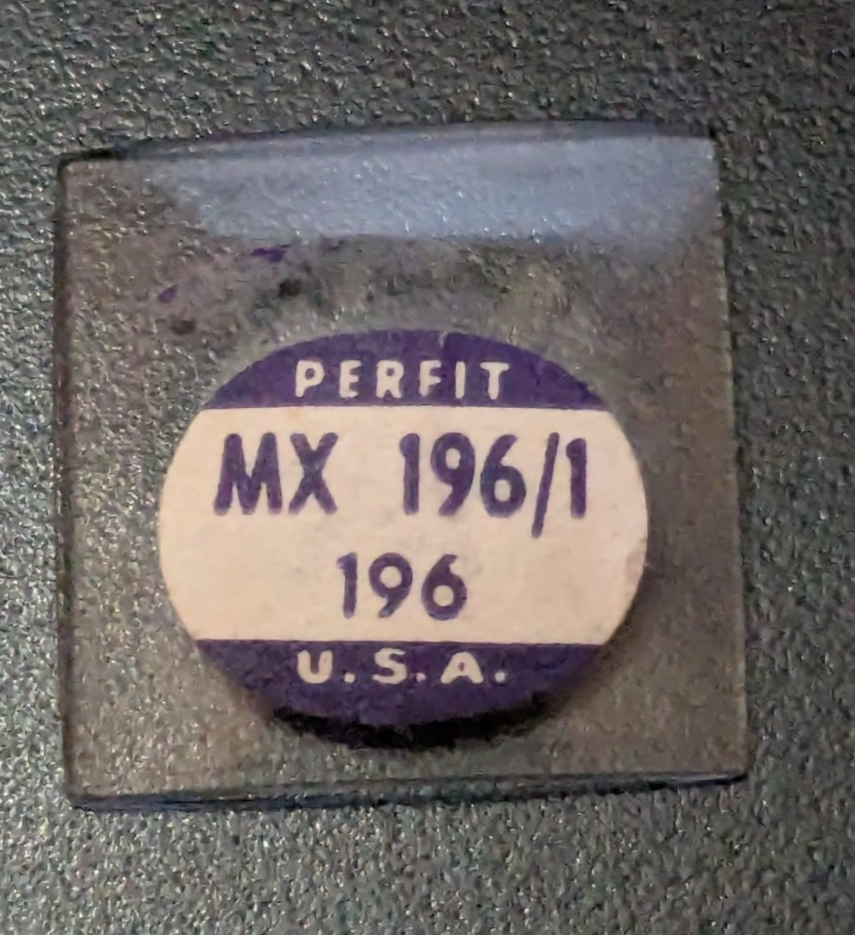 PERFIT
MX 196/1
196
U.S.A.